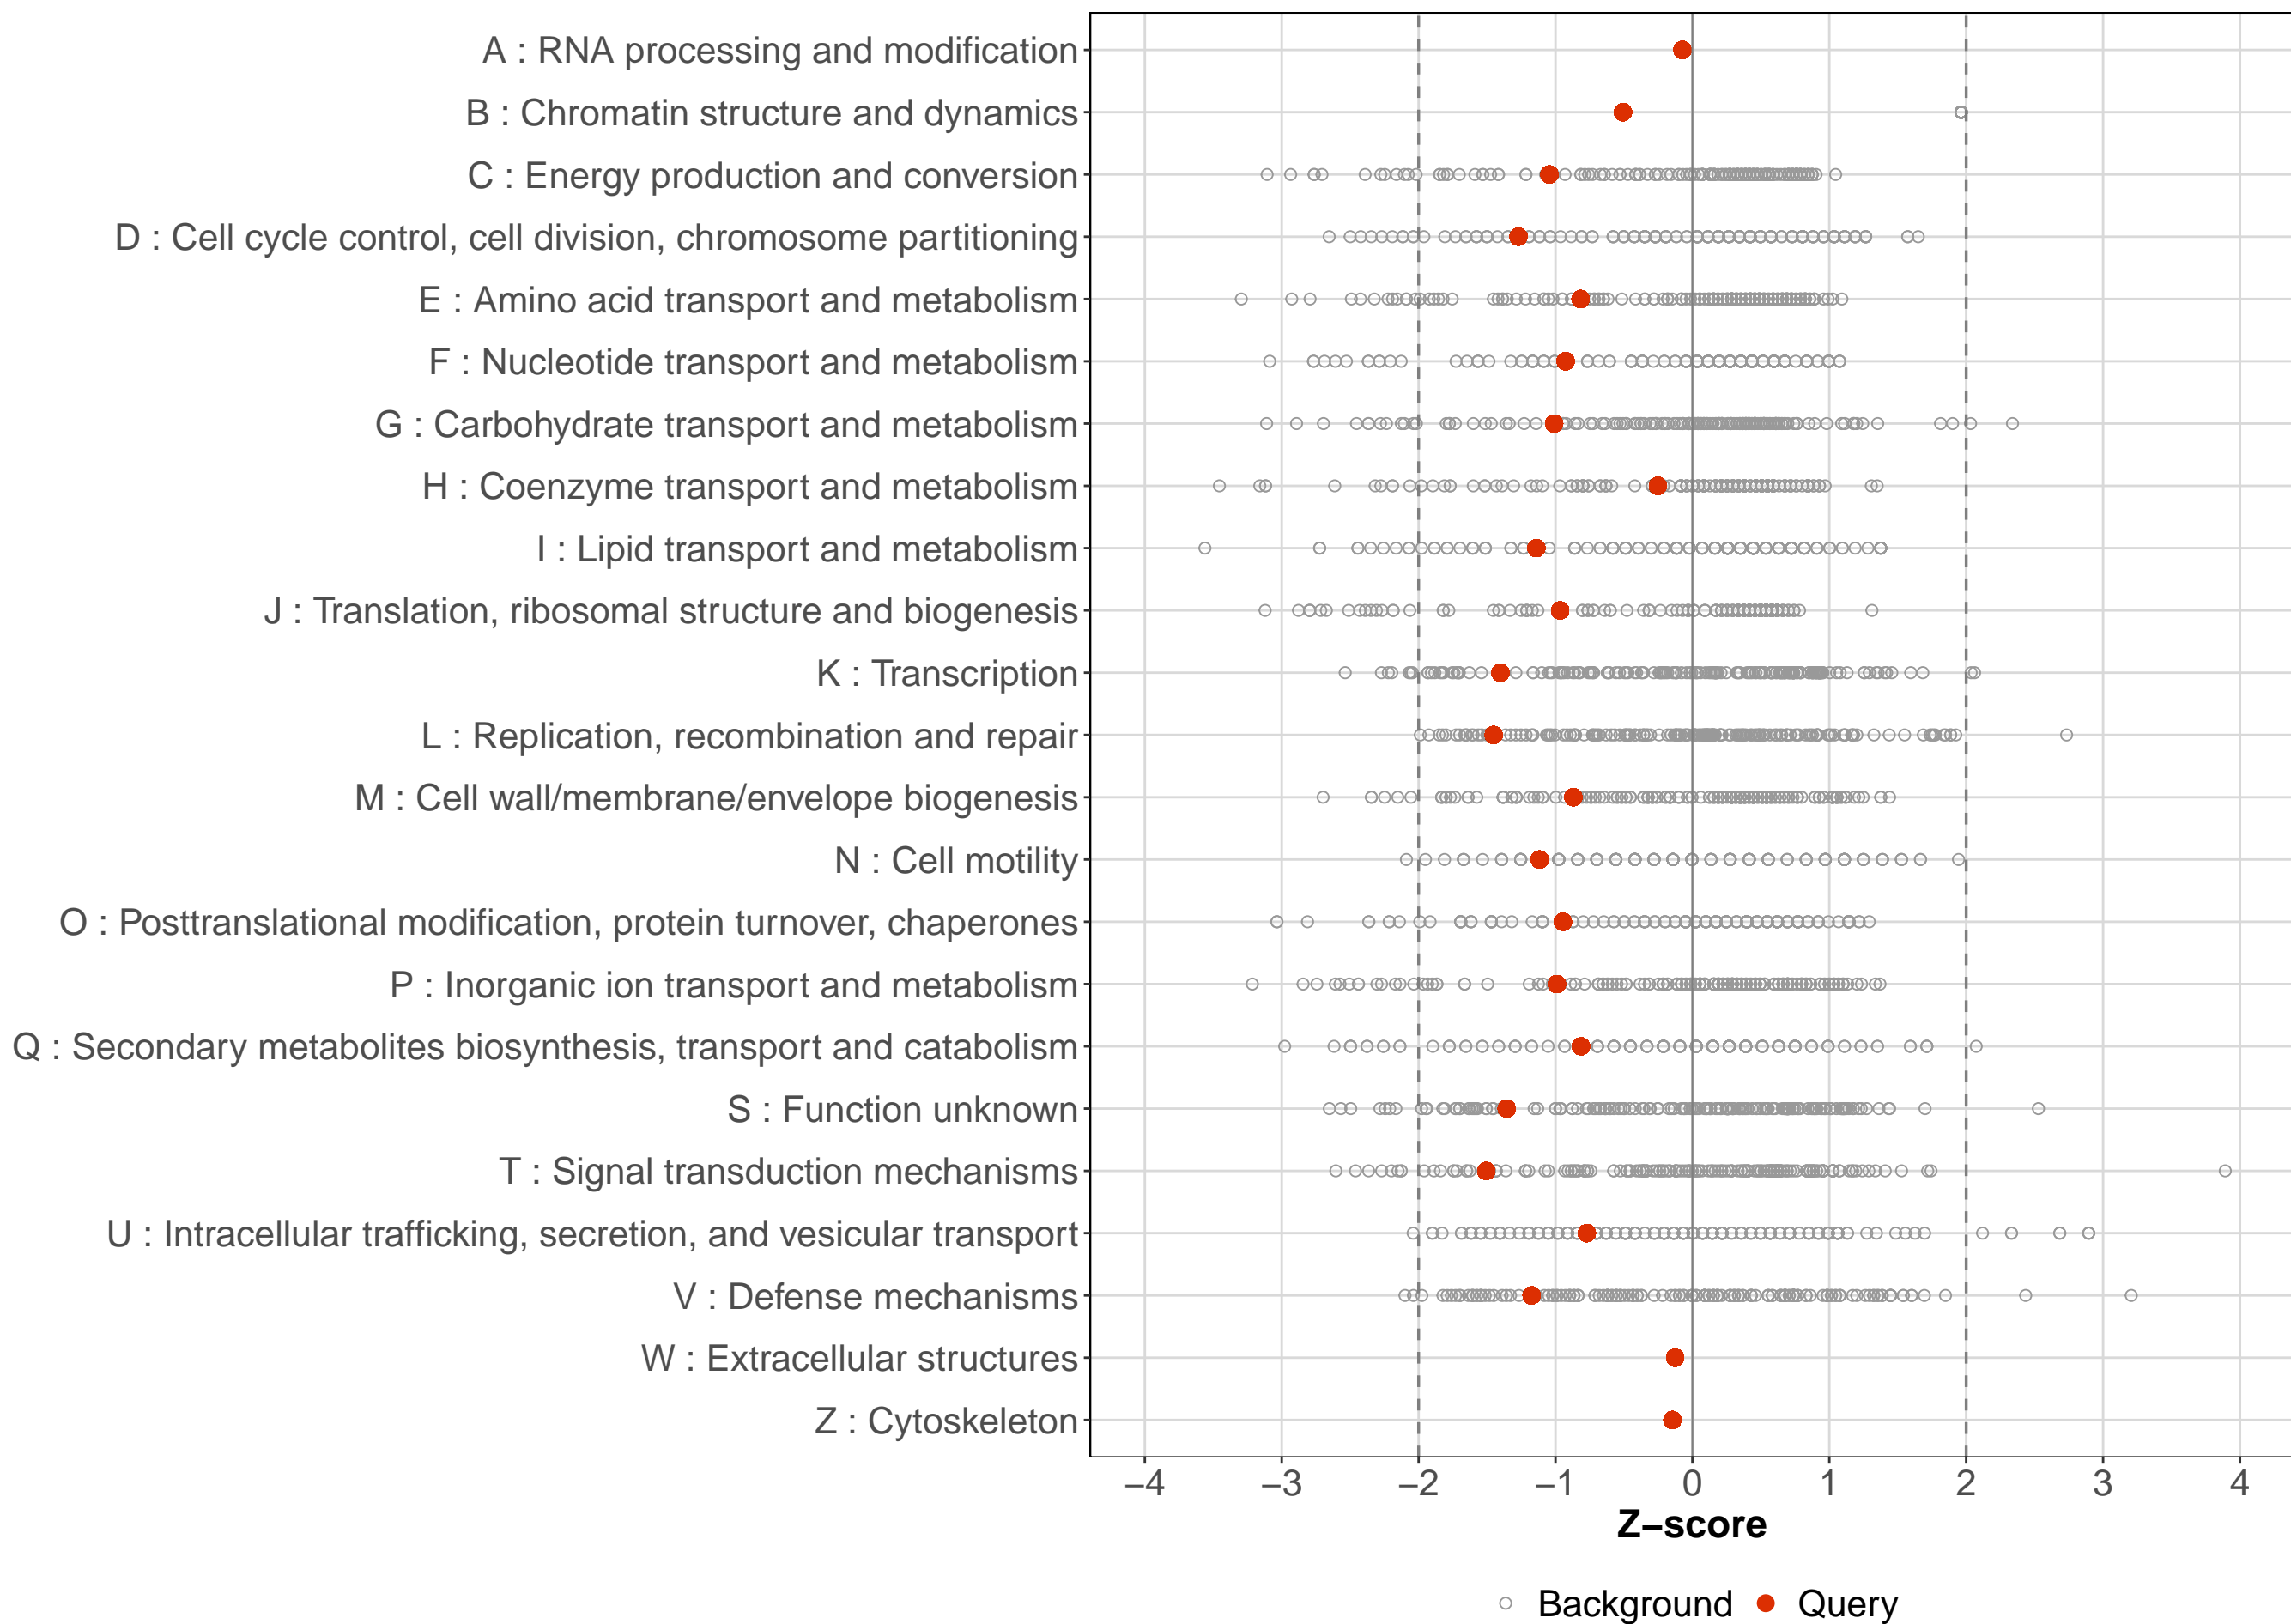 A : RNA processing and modification
B : Chromatin structure and dynamics
C : Energy production and conversion
D : Cell cycle control, cell division, chromosome partitioning
E : Amino acid transport and metabolism
F : Nucleotide transport and metabolism
G : Carbohydrate transport and metabolism
H : Coenzyme transport and metabolism
I : Lipid transport and metabolism
J : Translation, ribosomal structure and biogenesis
K : Transcription
L : Replication, recombination and repair
M : Cell wall/membrane/envelope biogenesis
N : Cell motility
O : Posttranslational modification, protein turnover, chaperones
P : Inorganic ion transport and metabolism
Q : Secondary metabolites biosynthesis, transport and catabolism
S : Function unknown
T : Signal transduction mechanisms
U : Intracellular trafficking, secretion, and vesicular transport
V : Defense mechanisms
W : Extracellular structures
Z : Cytoskeleton
−4 −3 −2 −1 0 1 2 3 4
Z−score
Background Query